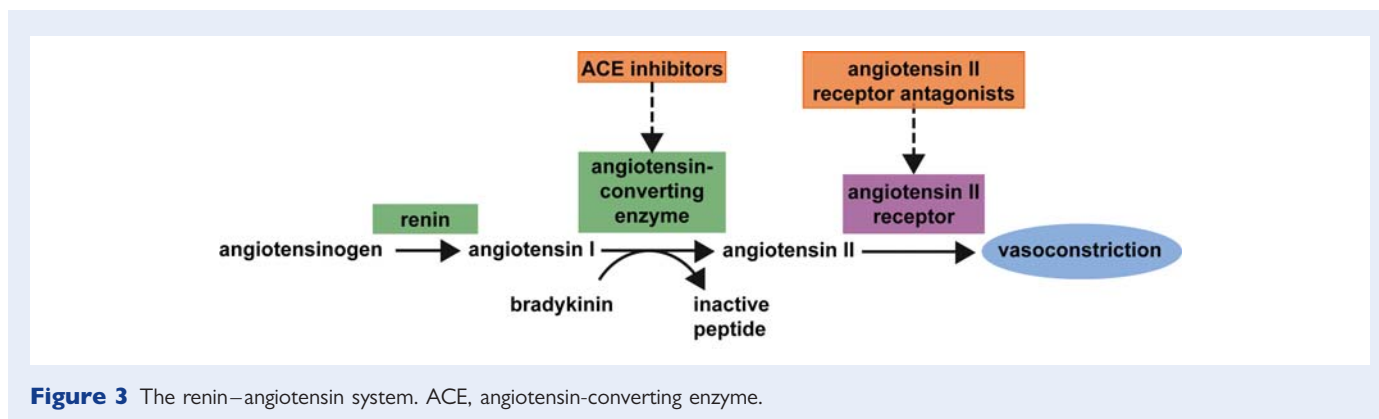 ACE inhibitors
angiotensin II
receptor antagonists
angiotensin-
converting
enzyme
angiotensin II
receptor
renin
angiotensinogen
angiotensin I
angiotensin II
vasoconstriction
bradykinin
inactive
peptide
Figure 3 The renin–angiotensin system. ACE, angiotensin-converting enzyme.